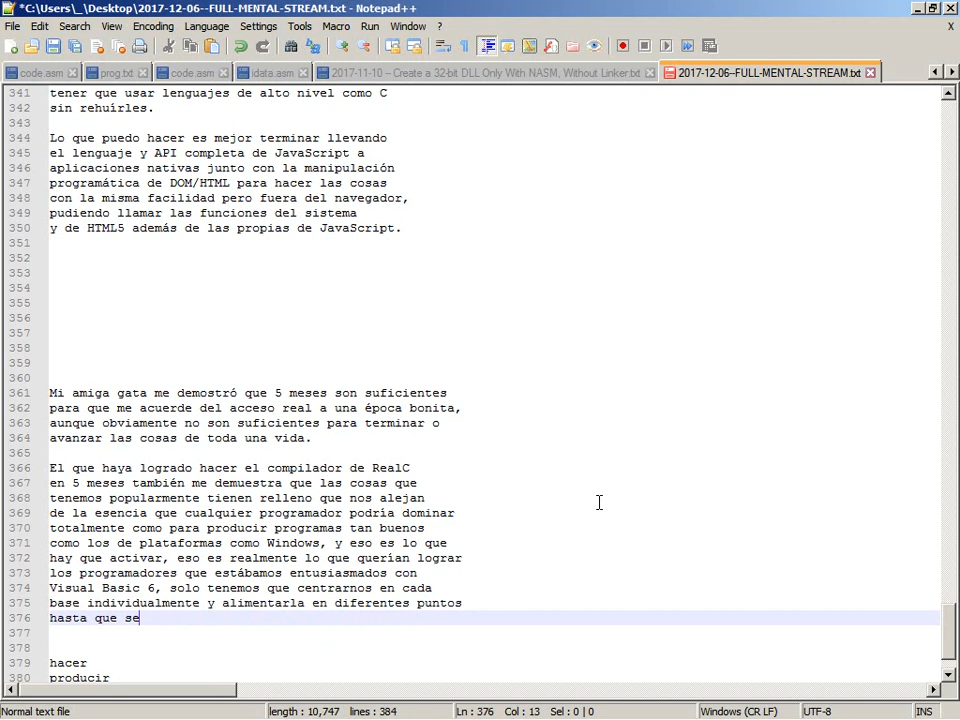 *C:\Users\_\Desktop\2017-12-06--FULL-MENTAL-STREAM.txt - Notepad++
File Edit Search View Encoding Language Settings Tools Macro Run Window ? X
code.asm prog.txt code.asm idata.asm 2017-11-10 -- Create a 32-bit DLL Only With NASM, Without Linker.txt 2017-12-06--FULL-MENTAL-STREAM.txt
341 tener que usar lenguajes de alto nivel como C
342 sin rehuirles.
343
344 Lo que puedo hacer es mejor terminar llevando
345 el lenguaje y API completa de JavaScript a
346 aplicaciones nativas junto con la manipulación
347 programática de DOM/HTML para hacer las cosas
348 con la misma facilidad pero fuera del navegador,
349 pudiendo llamar las funciones del sistema
350 y de HTML5 además de las propias de JavaScript.
351
352
353
354
355
356
357
358
359
360
361 Mi amiga gata me demostró que 5 meses son suficientes
362 para que me acuerde del acceso real a una época bonita,
363 aunque obviamente no son suficientes para terminar o
364 avanzar las cosas de toda una vida.
365
366 El que haya logrado hacer el compilador de RealC
367 en 5 meses también me demuestra que las cosas que
368 tenemos popularmente tienen relleno que nos alejan
369 de la esencia que cualquier programador podría dominar
370 totalmente como para producir programas tan buenos
371 como los de plataformas como Windows, y eso es lo que
372 hay que activar, eso es realmente lo que querían lograr
373 los programadores que estábamos entusiasmados con
374 Visual Basic 6, solo tenemos que centrarnos en cada
375 base individualmente y alimentarla en diferentes puntos
376 hasta que se
377
378
379 hacer
380 producir
Normal text file length : 10,747 lines : 384 Ln : 376 Col : 13 Sel : 0 | 0 Windows (CR LF) UTF-8 INS